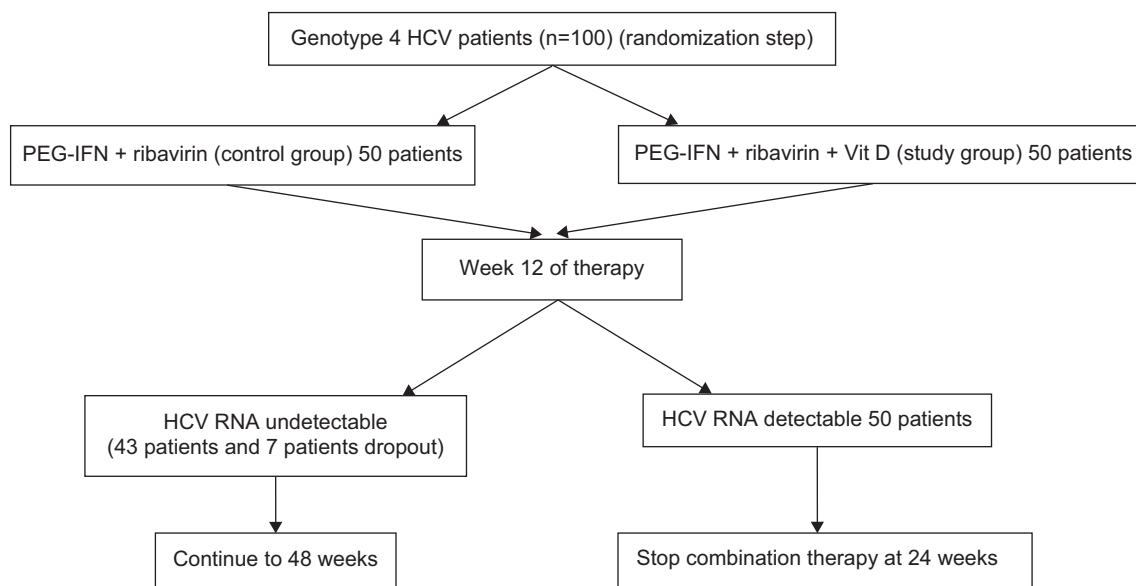 Genotype 4 HCV patients (n=100) (randomization step)
PEG-IFN + ribavirin (control group) 50 patients
PEG-IFN + ribavirin + Vit D (study group) 50 patients
Week 12 of therapy
HCV RNA undetectable
(43 patients and 7 patients dropout)
HCV RNA detectable 50 patients
Continue to 48 weeks
Stop combination therapy at 24 weeks